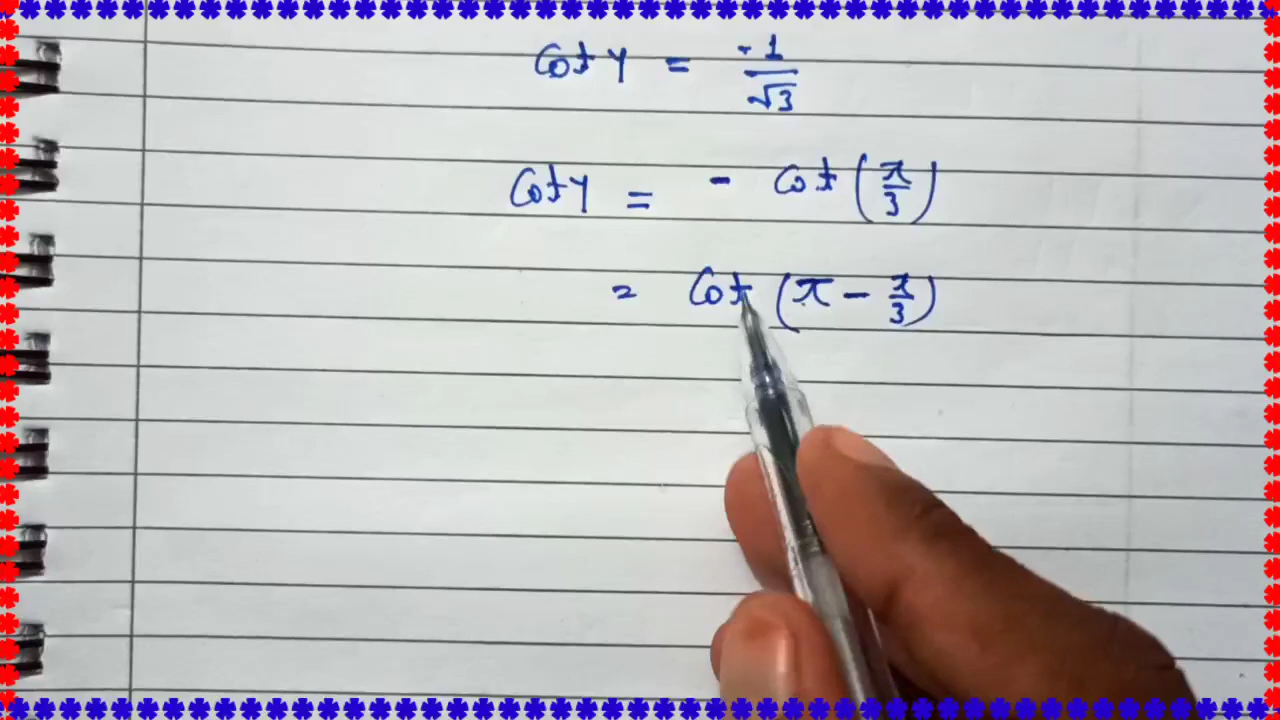 Cot y = -1/√3
Cot y = - Cot (π/3)
= Cot (π - π/3)